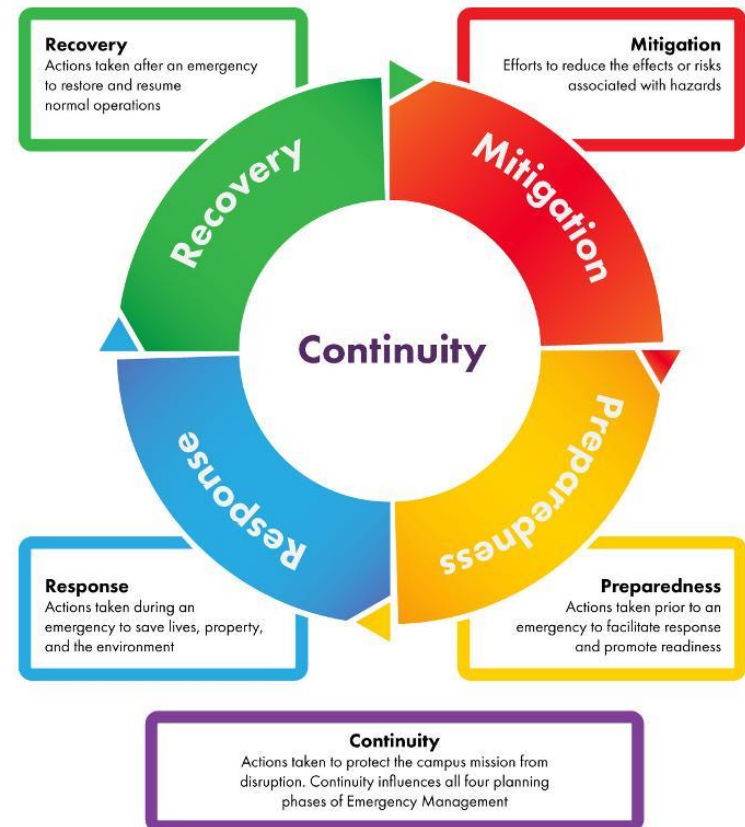 Recovery
Actions taken after an emergency
to restore and resume
normal operations
Mitigation
Efforts to reduce the effects or risks
associated with hazards
Recovery
Mitigation
Continuity
Response
Preparedness
Response
Actions taken during an
emergency to save lives, property,
and the environment
Preparedness
Actions taken prior to an
emergency to facilitate response
and promote readiness
Continuity
Actions taken to protect the campus mission from
disruption. Continuity influences all four planning
phases of Emergency Management